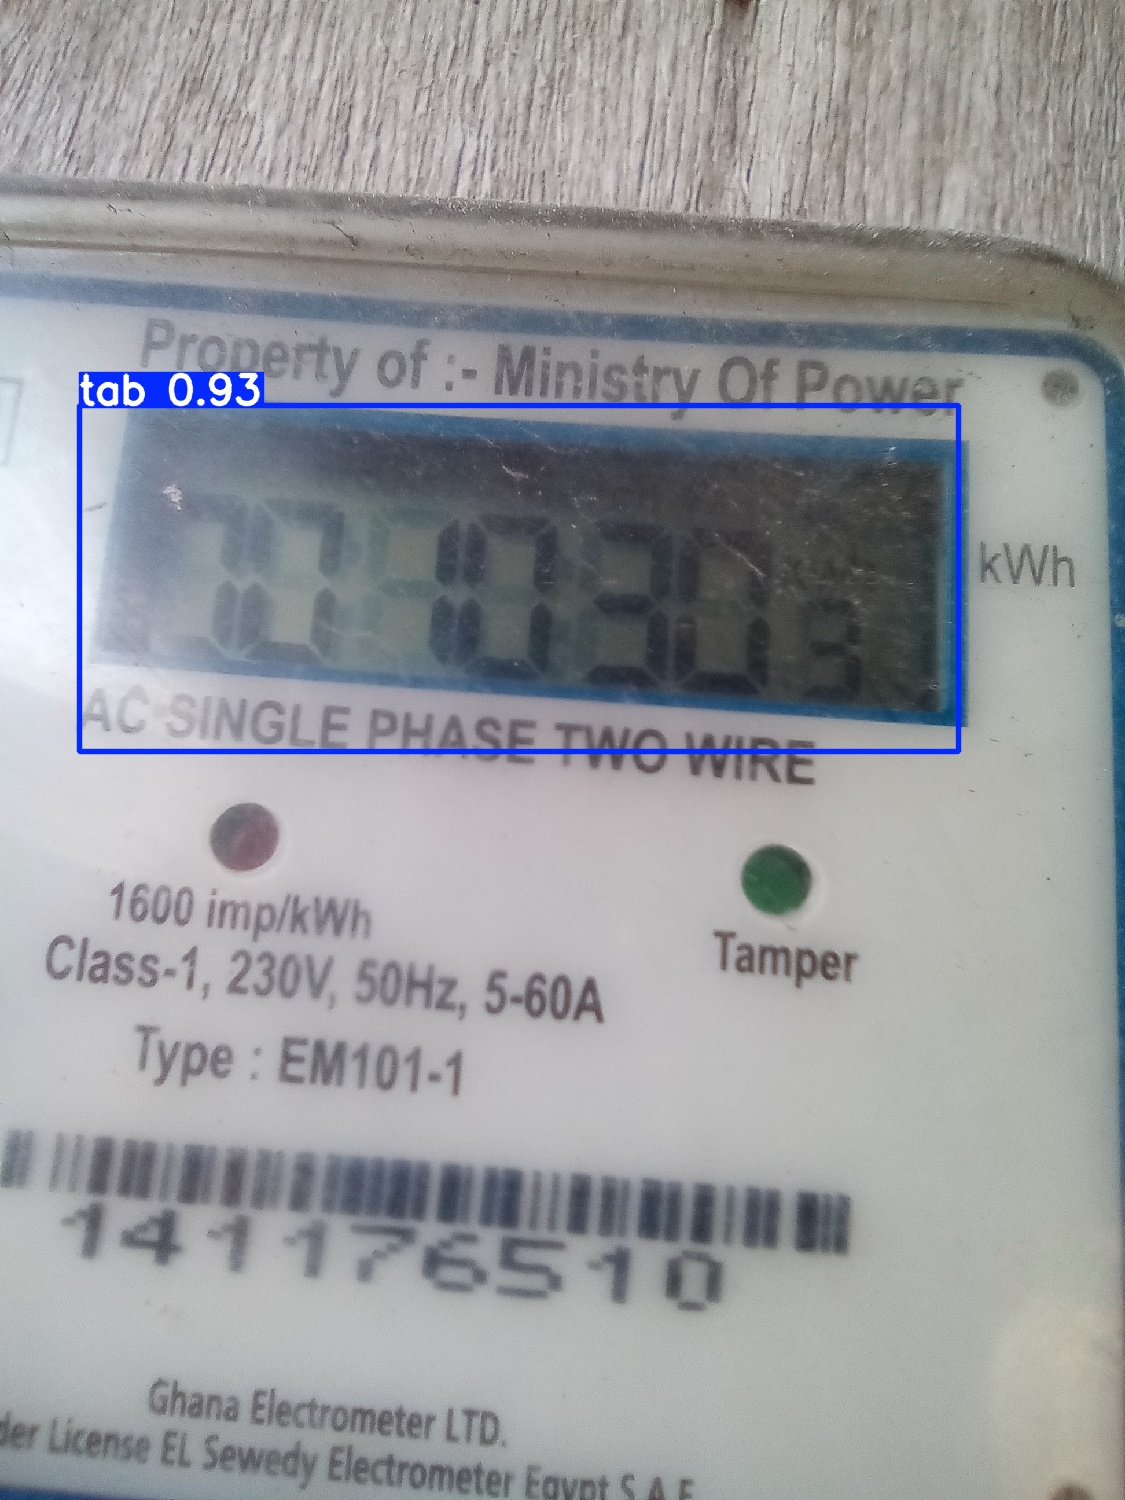 Property of :- Ministry Of Power
tab 0.93
kWh
AC SINGLE PHASE TWO WIRE
1600 imp/kWh
Tamper
Class-1, 230V, 50Hz, 5-60A
Type : EM101-1
141176510
Ghana Electrometer LTD.
der License EL Sewedy Electrometer Egypt S.A.E